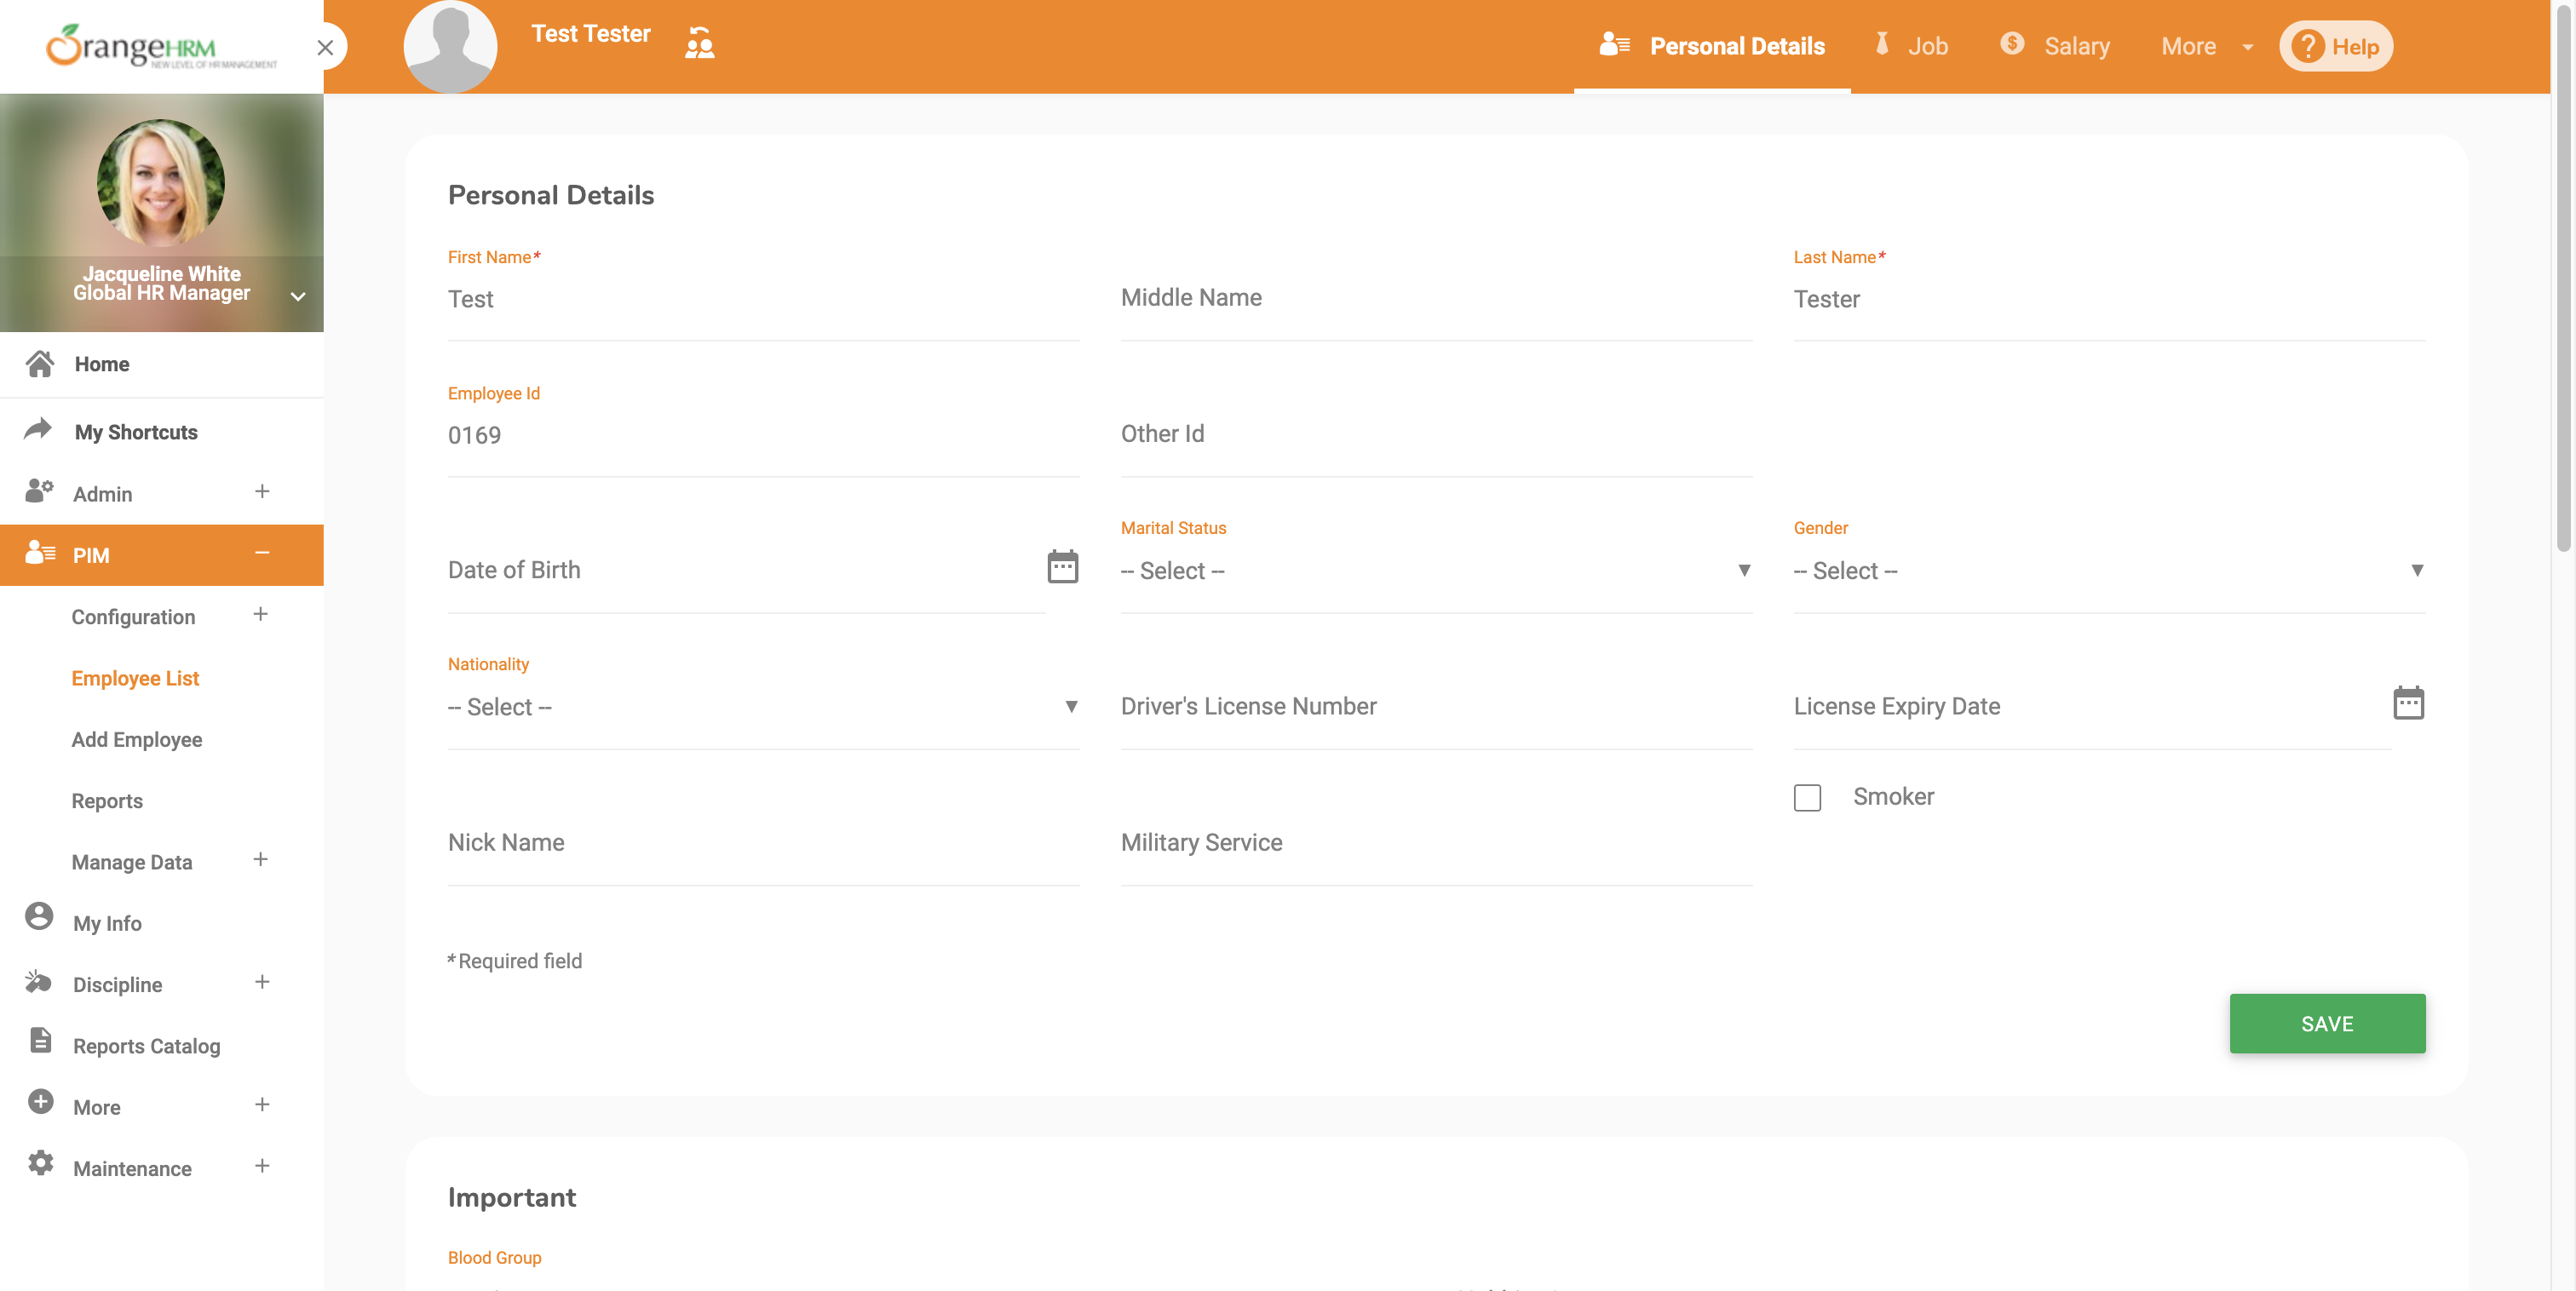 OrangeHRM
NEW LEVEL OF HR MANAGEMENT
Test Tester
Personal Details
Job
Salary
More
? Help
Jacqueline White
Global HR Manager
Home
My Shortcuts
Admin
PIM
Configuration
Employee List
Add Employee
Reports
Manage Data
My Info
Discipline
Reports Catalog
More
Maintenance
Personal Details
First Name*
Test
Middle Name
Last Name*
Tester
Employee Id
0169
Other Id
Date of Birth
Marital Status
-- Select --
Gender
-- Select --
Nationality
-- Select --
Driver's License Number
License Expiry Date
Nick Name
Military Service
Smoker
* Required field
SAVE
Important
Blood Group